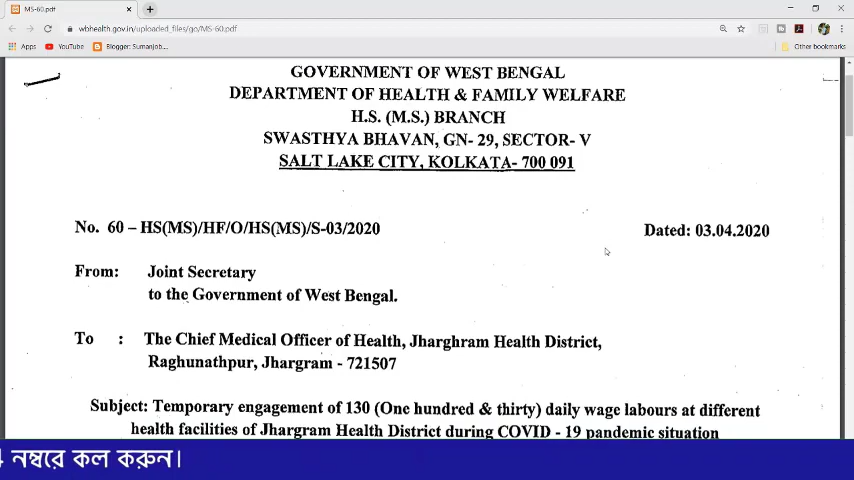 MS-60.pdf
wbhealth.gov.in/uploaded_files/go/MS-60.pdf
Apps YouTube Blogger: Sumanjob.... Other bookmarks
GOVERNMENT OF WEST BENGAL
DEPARTMENT OF HEALTH & FAMILY WELFARE
H.S. (M.S.) BRANCH
SWASTHYA BHAVAN, GN- 29, SECTOR- V
SALT LAKE CITY, KOLKATA- 700 091
No. 60 – HS(MS)/HF/O/HS(MS)/S-03/2020 Dated: 03.04.2020
From: Joint Secretary
to the Government of West Bengal.
To : The Chief Medical Officer of Health, Jharghram Health District,
Raghunathpur, Jhargram - 721507
Subject: Temporary engagement of 130 (One hundred & thirty) daily wage labours at different
health facilities of Jhargram Health District during COVID - 19 pandemic situation
নম্বরে কল করুন।